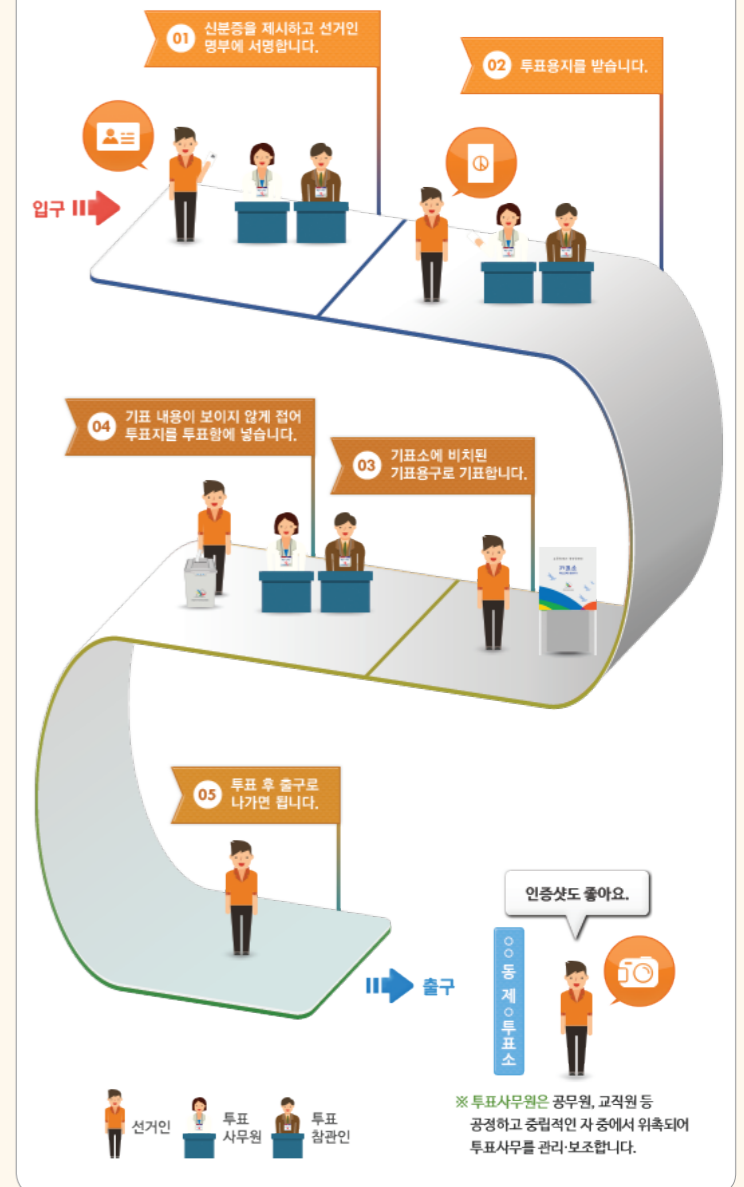 01 신분증을 제시하고 선거인
명부에 서명합니다.
02 투표용지를 받습니다.
입구
04 기표 내용이 보이지 않게 접어
투표지를 투표함에 넣습니다.
03 기표소에 비치된
기표용구로 기표합니다.
기표소
05 투표 후 출구로
나가면 됩니다.
출구
인증샷도 좋아요.
○○동 제○투표소
선거인
투표
사무원
투표
참관인
※ 투표사무원은 공무원, 교직원 등
공정하고 중립적인 자 중에서 위촉되어
투표사무를 관리·보조합니다.